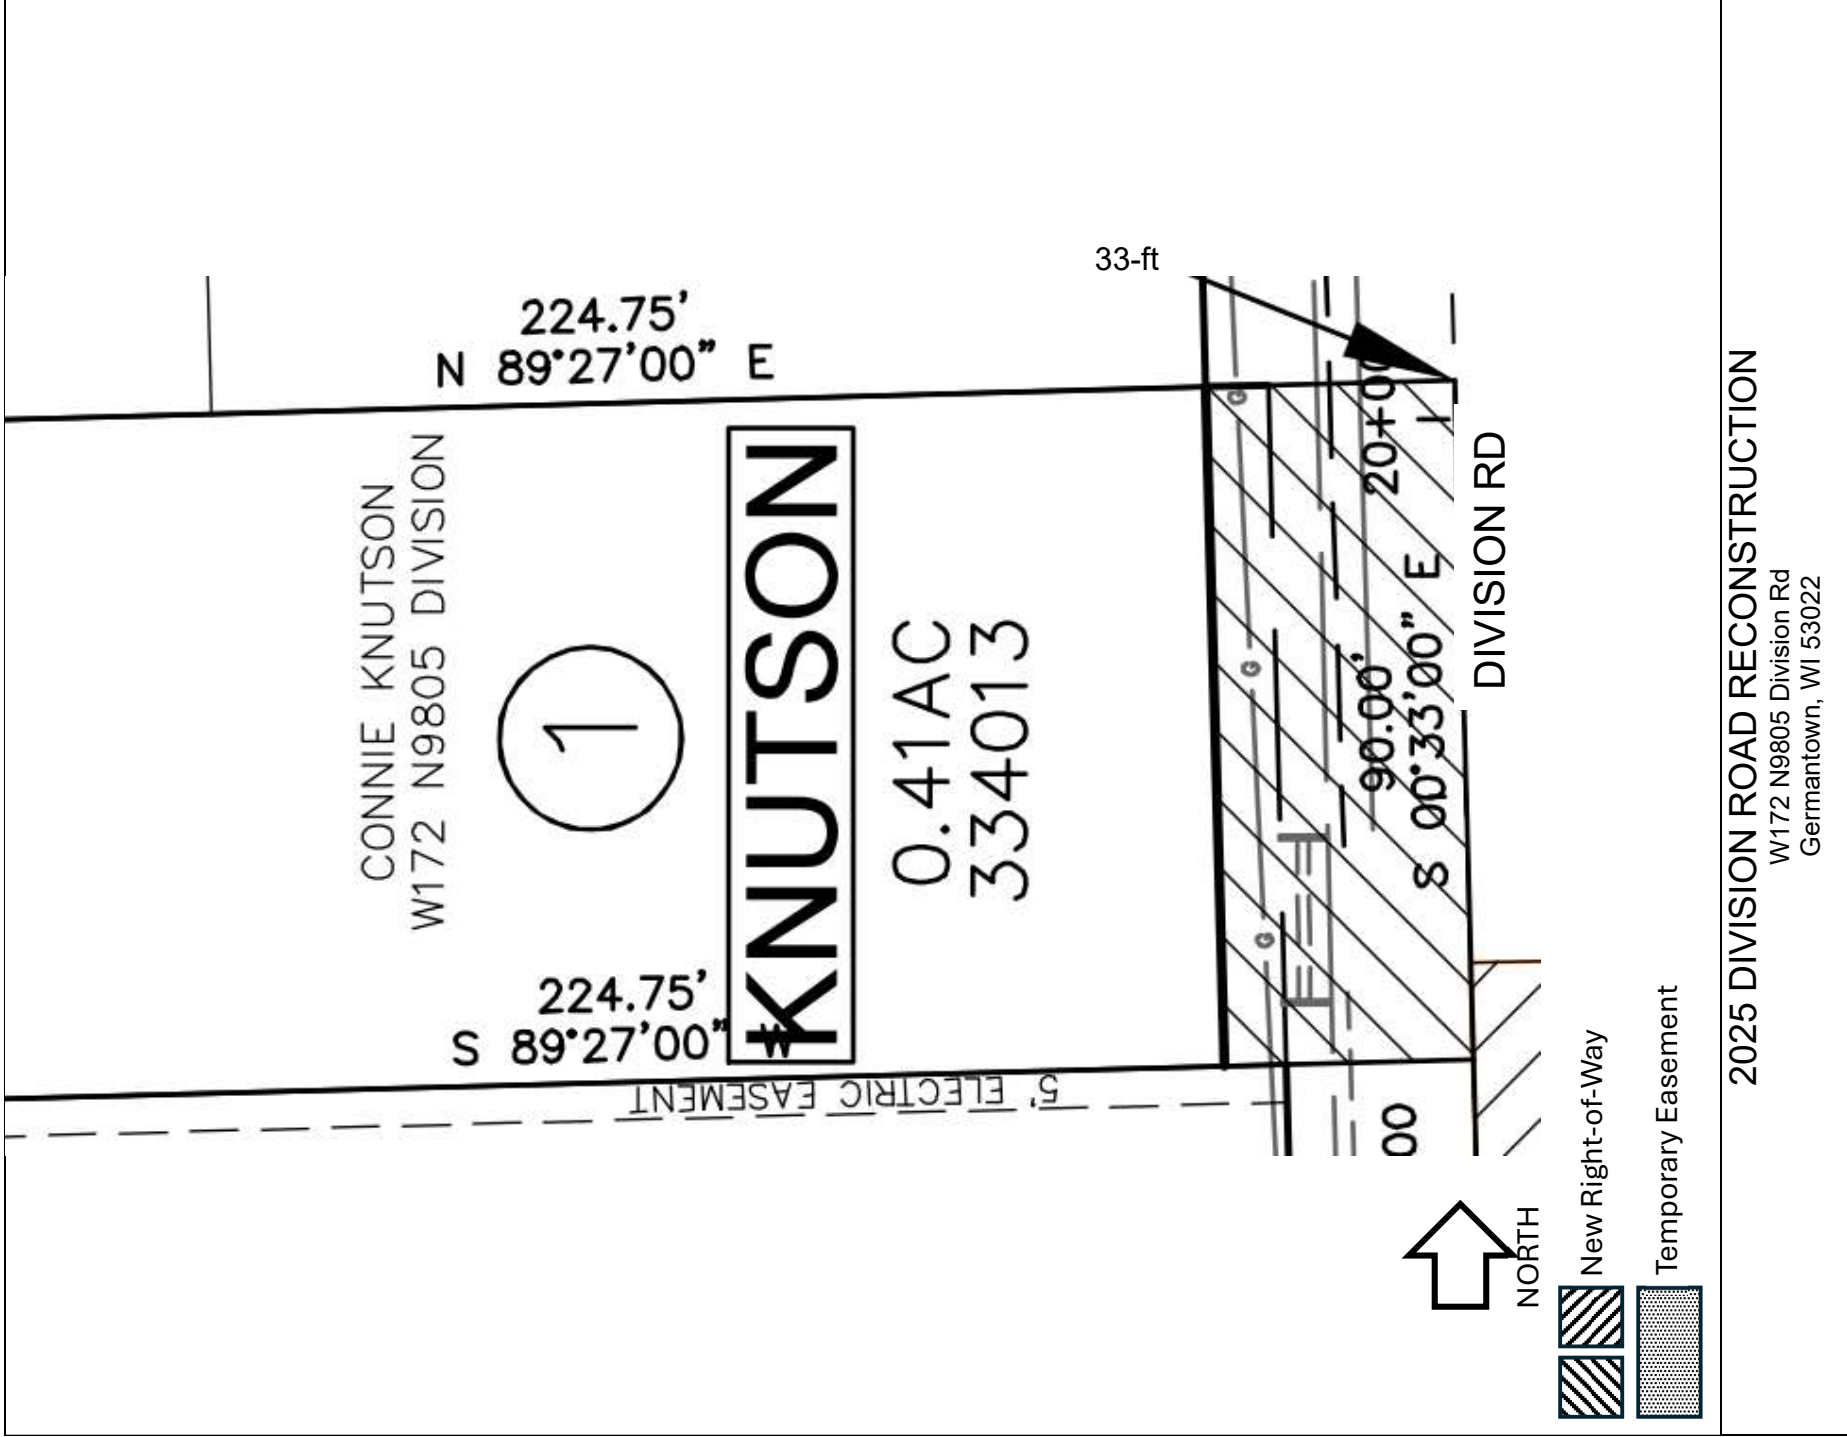 33-ft
224.75’
N 89°27’00” E
CONNIE KNUTSON
W172 N9805 DIVISION
1
KNUTSON
0.41AC
334013
G
G
G
20+00
90.00’
S 00°33’00” E
DIVISION RD
224.75’
S 89°27’00” W
5’ ELECTRIC EASEMENT
00
NORTH
New Right-of-Way
Temporary Easement
2025 DIVISION ROAD RECONSTRUCTION
W172 N9805 Division Rd
Germantown, WI 53022